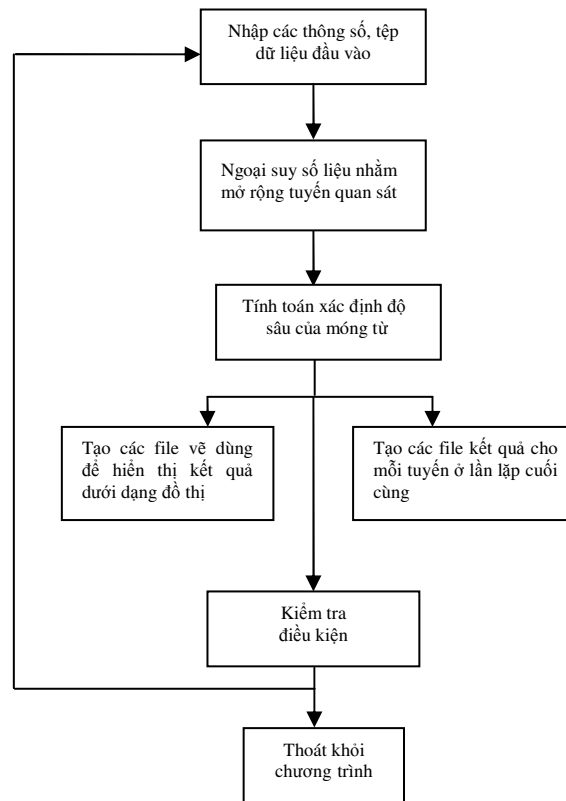 Nhập các thông số, tệp
dữ liệu đầu vào
Ngoại suy số liệu nhằm
mở rộng tuyến quan sát
Tính toán xác định độ
sâu của móng từ
Tạo các file vẽ dùng
để hiển thị kết quả
dưới dạng đồ thị
Tạo các file kết quả cho
mỗi tuyến ở lần lặp cuối
cùng
Kiểm tra
điều kiện
Thoát khỏi
chương trình